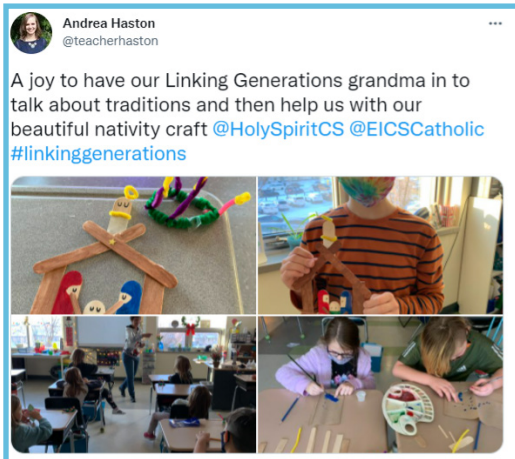 Andrea Haston
@teacherhaston
A joy to have our Linking Generations grandma in to
talk about traditions and then help us with our
beautiful nativity craft @HolySpiritCS @EICSCatholic
#linkinggenerations